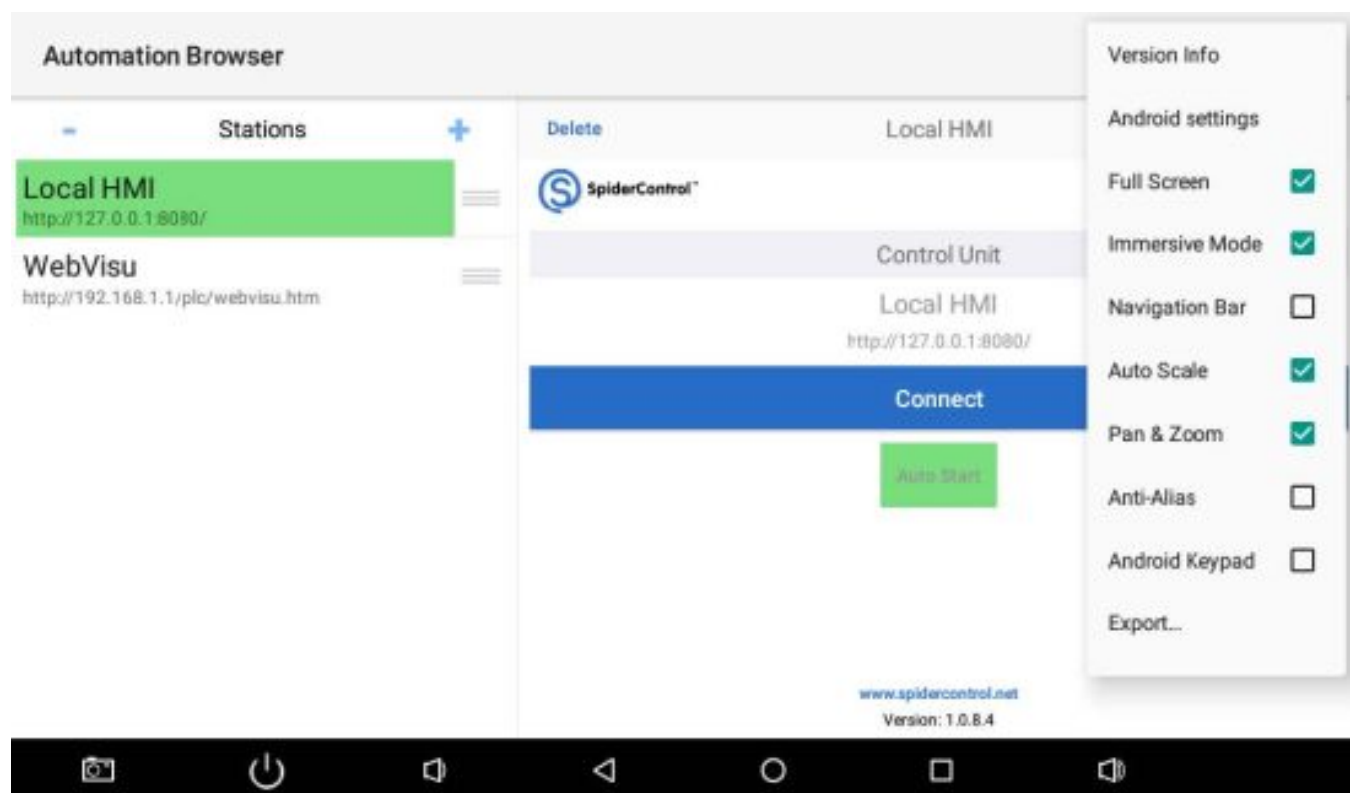 Automation Browser
- Stations +
Local HMI
http://127.0.0.1:8080/
WebVisu
http://192.168.1.1/plc/webvisu.htm
Delete
Local HMI
SpiderControl™
Control Unit
Local HMI
http://127.0.0.1:8080/
Connect
Auto Start
www.spidercontrol.net
Version: 1.0.8.4
Version Info
Android settings
Full Screen
Immersive Mode
Navigation Bar
Auto Scale
Pan & Zoom
Anti-Alias
Android Keypad
Export...